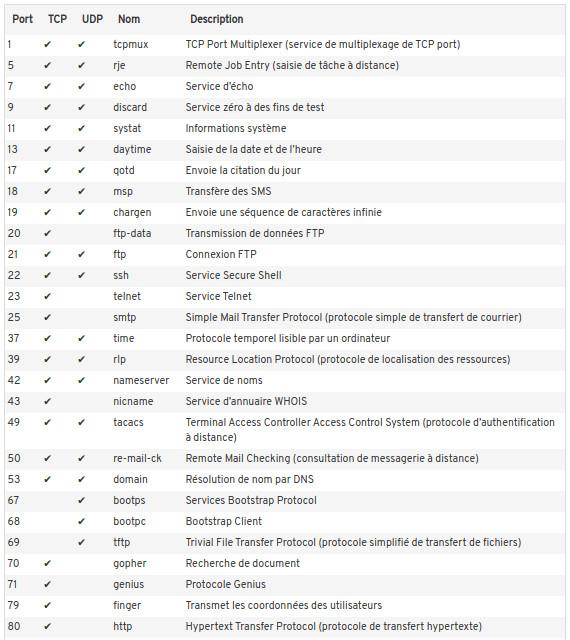 Port TCP UDP Nom Description
1 ✔ ✔ tcpmux TCP Port Multiplexer (service de multiplexage de TCP port)
5 ✔ ✔ rje Remote Job Entry (saisie de tâche à distance)
7 ✔ ✔ echo Service d'écho
9 ✔ ✔ discard Service zéro à des fins de test
11 ✔ ✔ systat Informations système
13 ✔ ✔ daytime Saisie de la date et de l'heure
17 ✔ ✔ qotd Envoie la citation du jour
18 ✔ ✔ msp Transfère des SMS
19 ✔ ✔ chargen Envoie une séquence de caractères infinie
20 ✔ ftp-data Transmission de données FTP
21 ✔ ✔ ftp Connexion FTP
22 ✔ ✔ ssh Service Secure Shell
23 ✔ telnet Service Telnet
25 ✔ smtp Simple Mail Transfer Protocol (protocole simple de transfert de courrier)
37 ✔ ✔ time Protocole temporel lisible par un ordinateur
39 ✔ ✔ rlp Resource Location Protocol (protocole de localisation des ressources)
42 ✔ ✔ nameserver Service de noms
43 ✔ nicname Service d'annuaire WHOIS
49 ✔ ✔ tacacs Terminal Access Controller Access Control System (protocole d'authentification
à distance)
50 ✔ ✔ re-mail-ck Remote Mail Checking (consultation de messagerie à distance)
53 ✔ ✔ domain Résolution de nom par DNS
67 ✔ bootps Services Bootstrap Protocol
68 ✔ bootpc Bootstrap Client
69 ✔ tftp Trivial File Transfer Protocol (protocole simplifié de transfert de fichiers)
70 ✔ gopher Recherche de document
71 ✔ genius Protocole Genius
79 ✔ finger Transmet les coordonnées des utilisateurs
80 ✔ http Hypertext Transfer Protocol (protocole de transfert hypertexte)